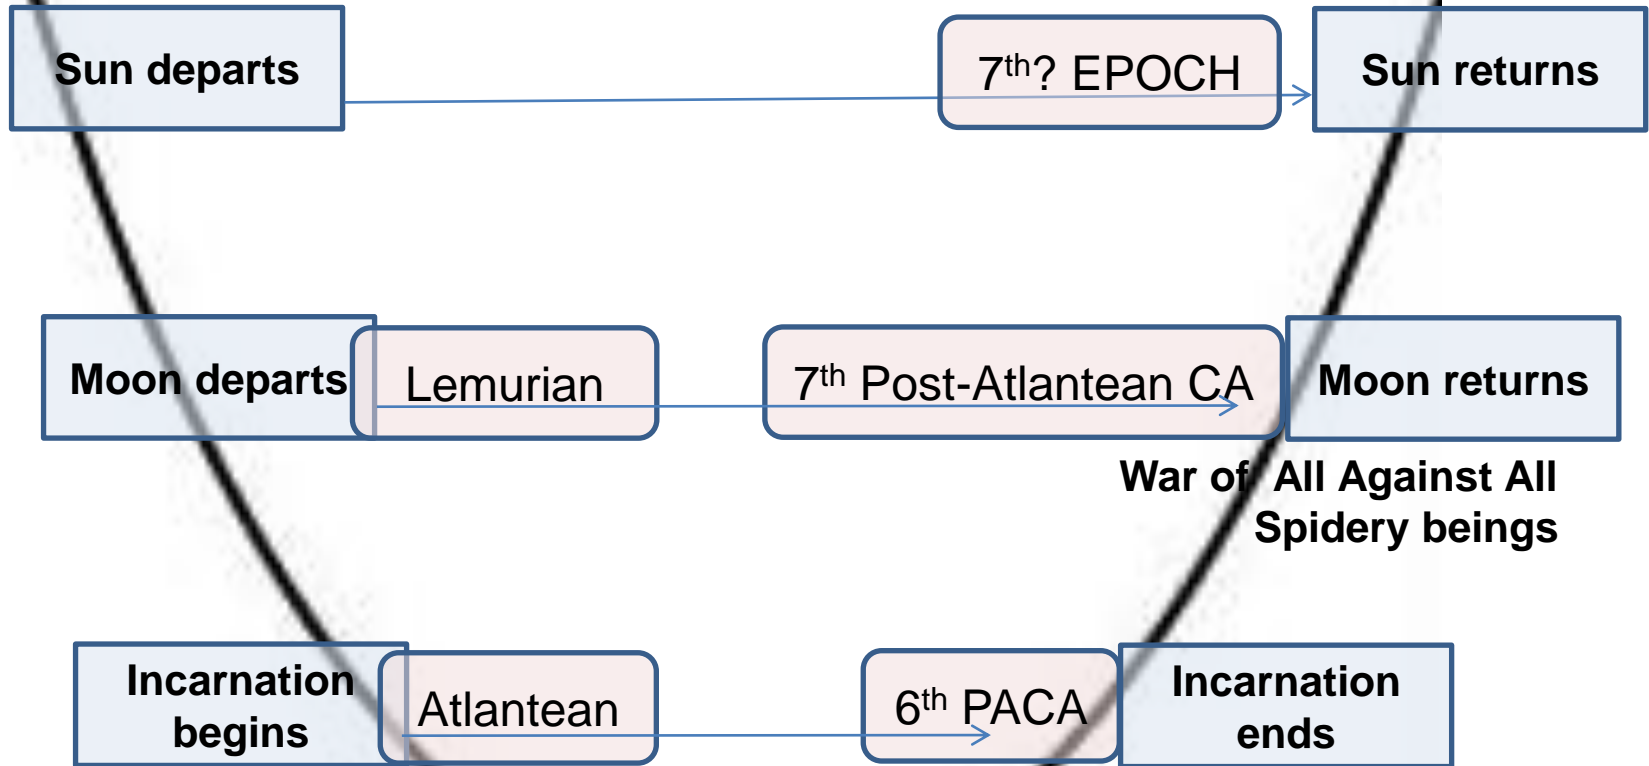 Sun departs
7th? EPOCH
Sun returns
Moon departs
Lemurian
7th Post-Atlantean CA
Moon returns
War of All Against All
Spidery beings
Incarnation
begins
Atlantean
6th PACA
Incarnation
ends